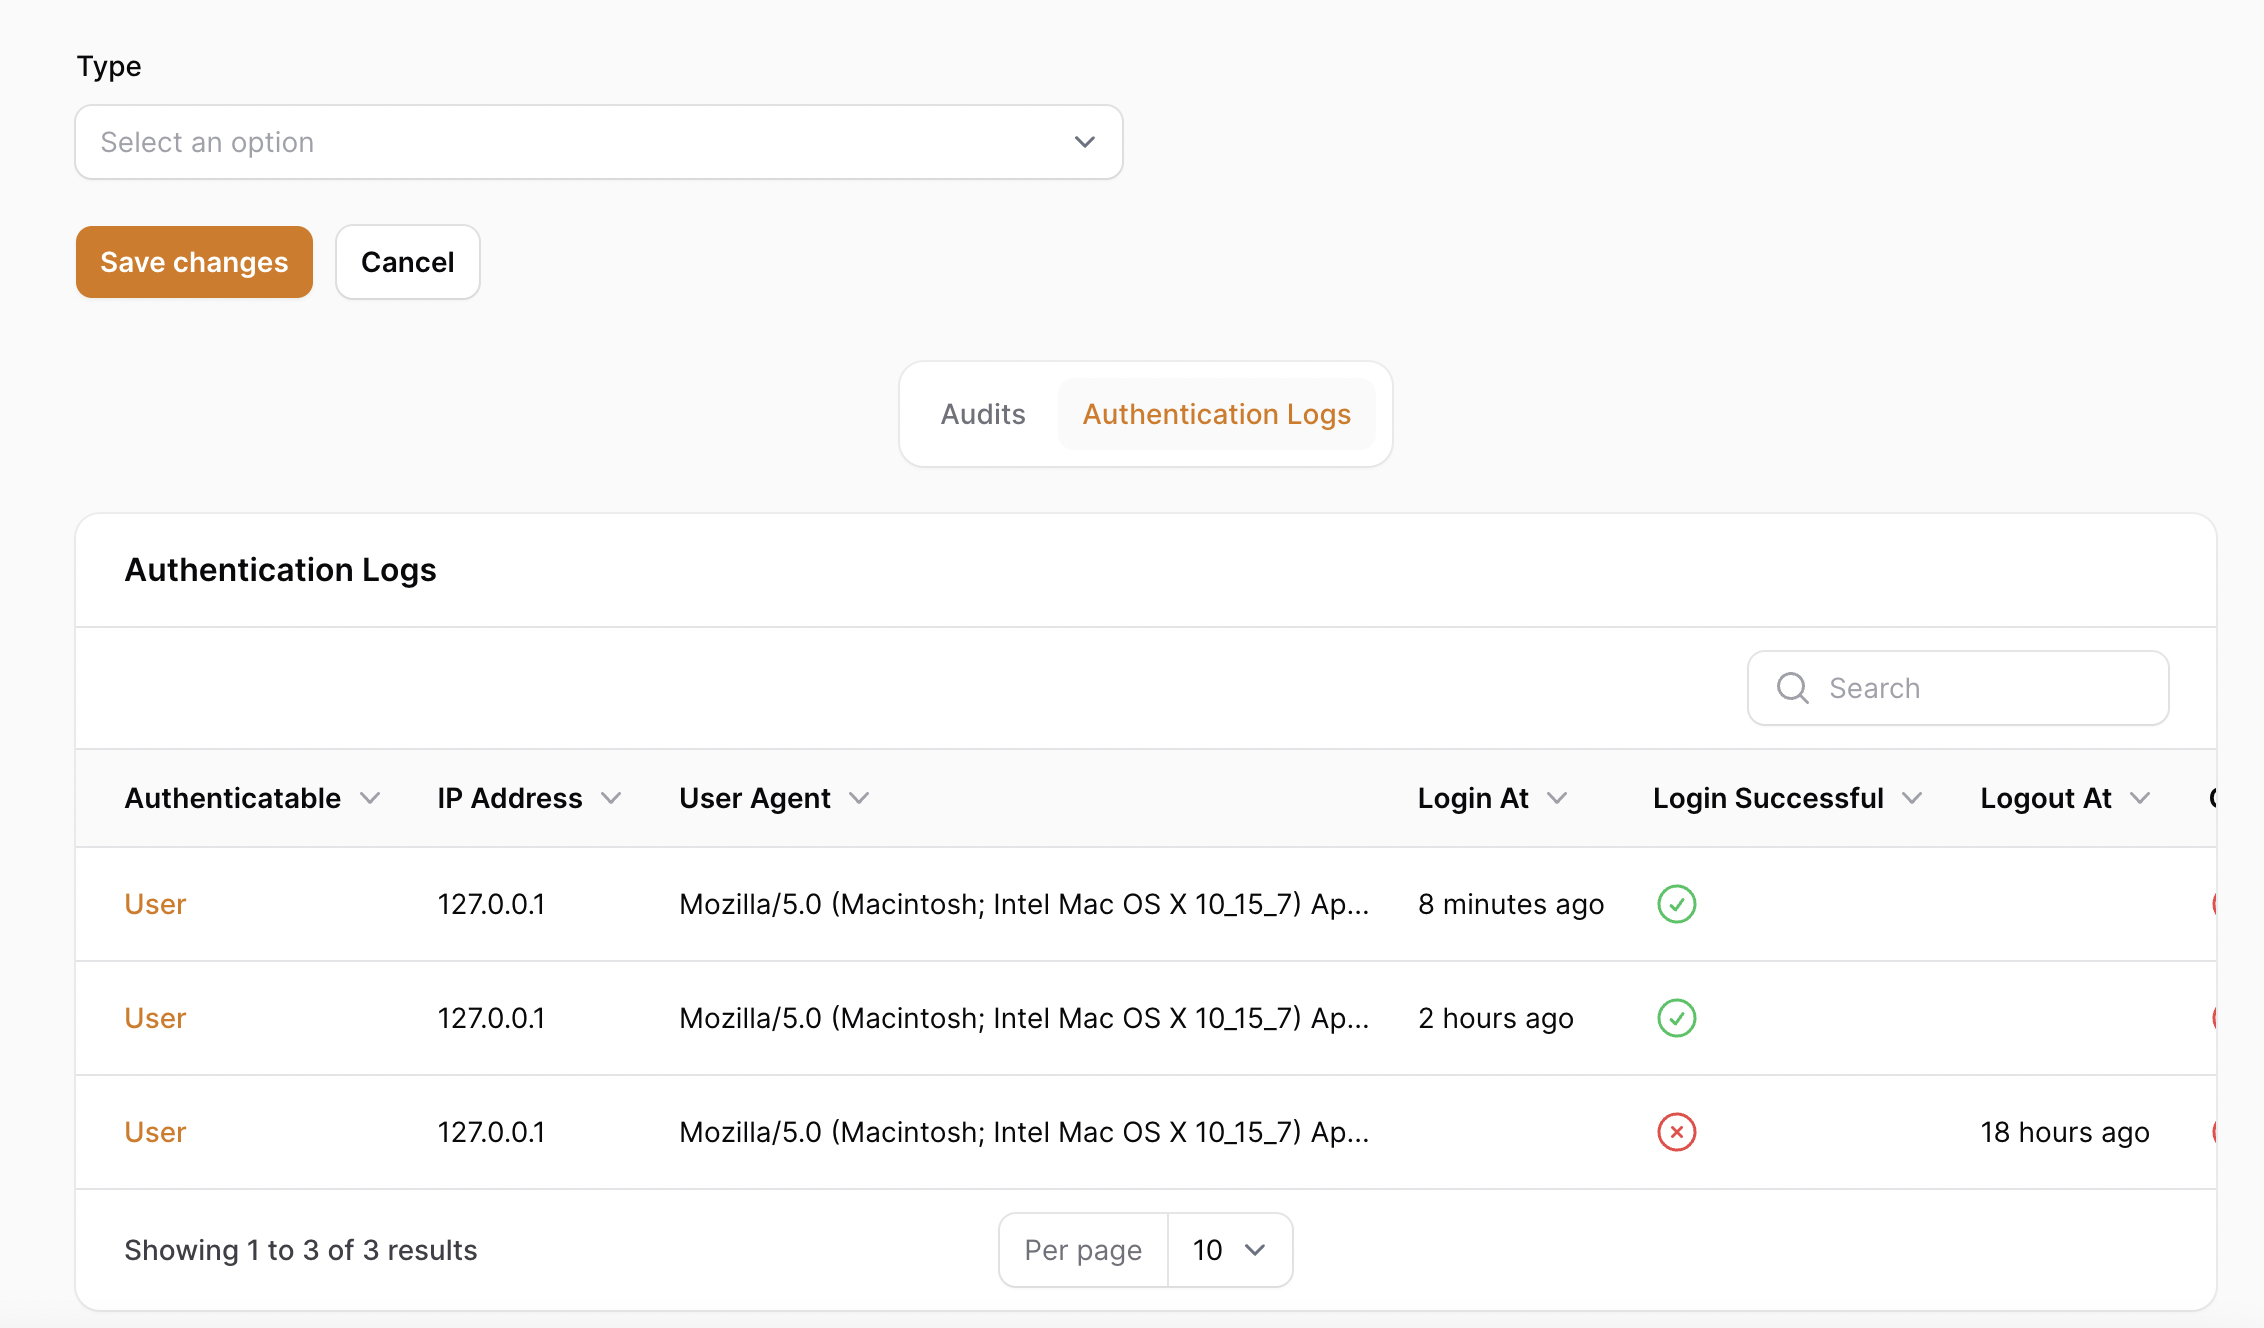 Type
Select an option
Save changes Cancel
Audits Authentication Logs
Authentication Logs
Search
Authenticatable IP Address User Agent Login At Login Successful Logout At
User 127.0.0.1 Mozilla/5.0 (Macintosh; Intel Mac OS X 10_15_7) Ap... 8 minutes ago
User 127.0.0.1 Mozilla/5.0 (Macintosh; Intel Mac OS X 10_15_7) Ap... 2 hours ago
User 127.0.0.1 Mozilla/5.0 (Macintosh; Intel Mac OS X 10_15_7) Ap... 18 hours ago
Showing 1 to 3 of 3 results Per page 10